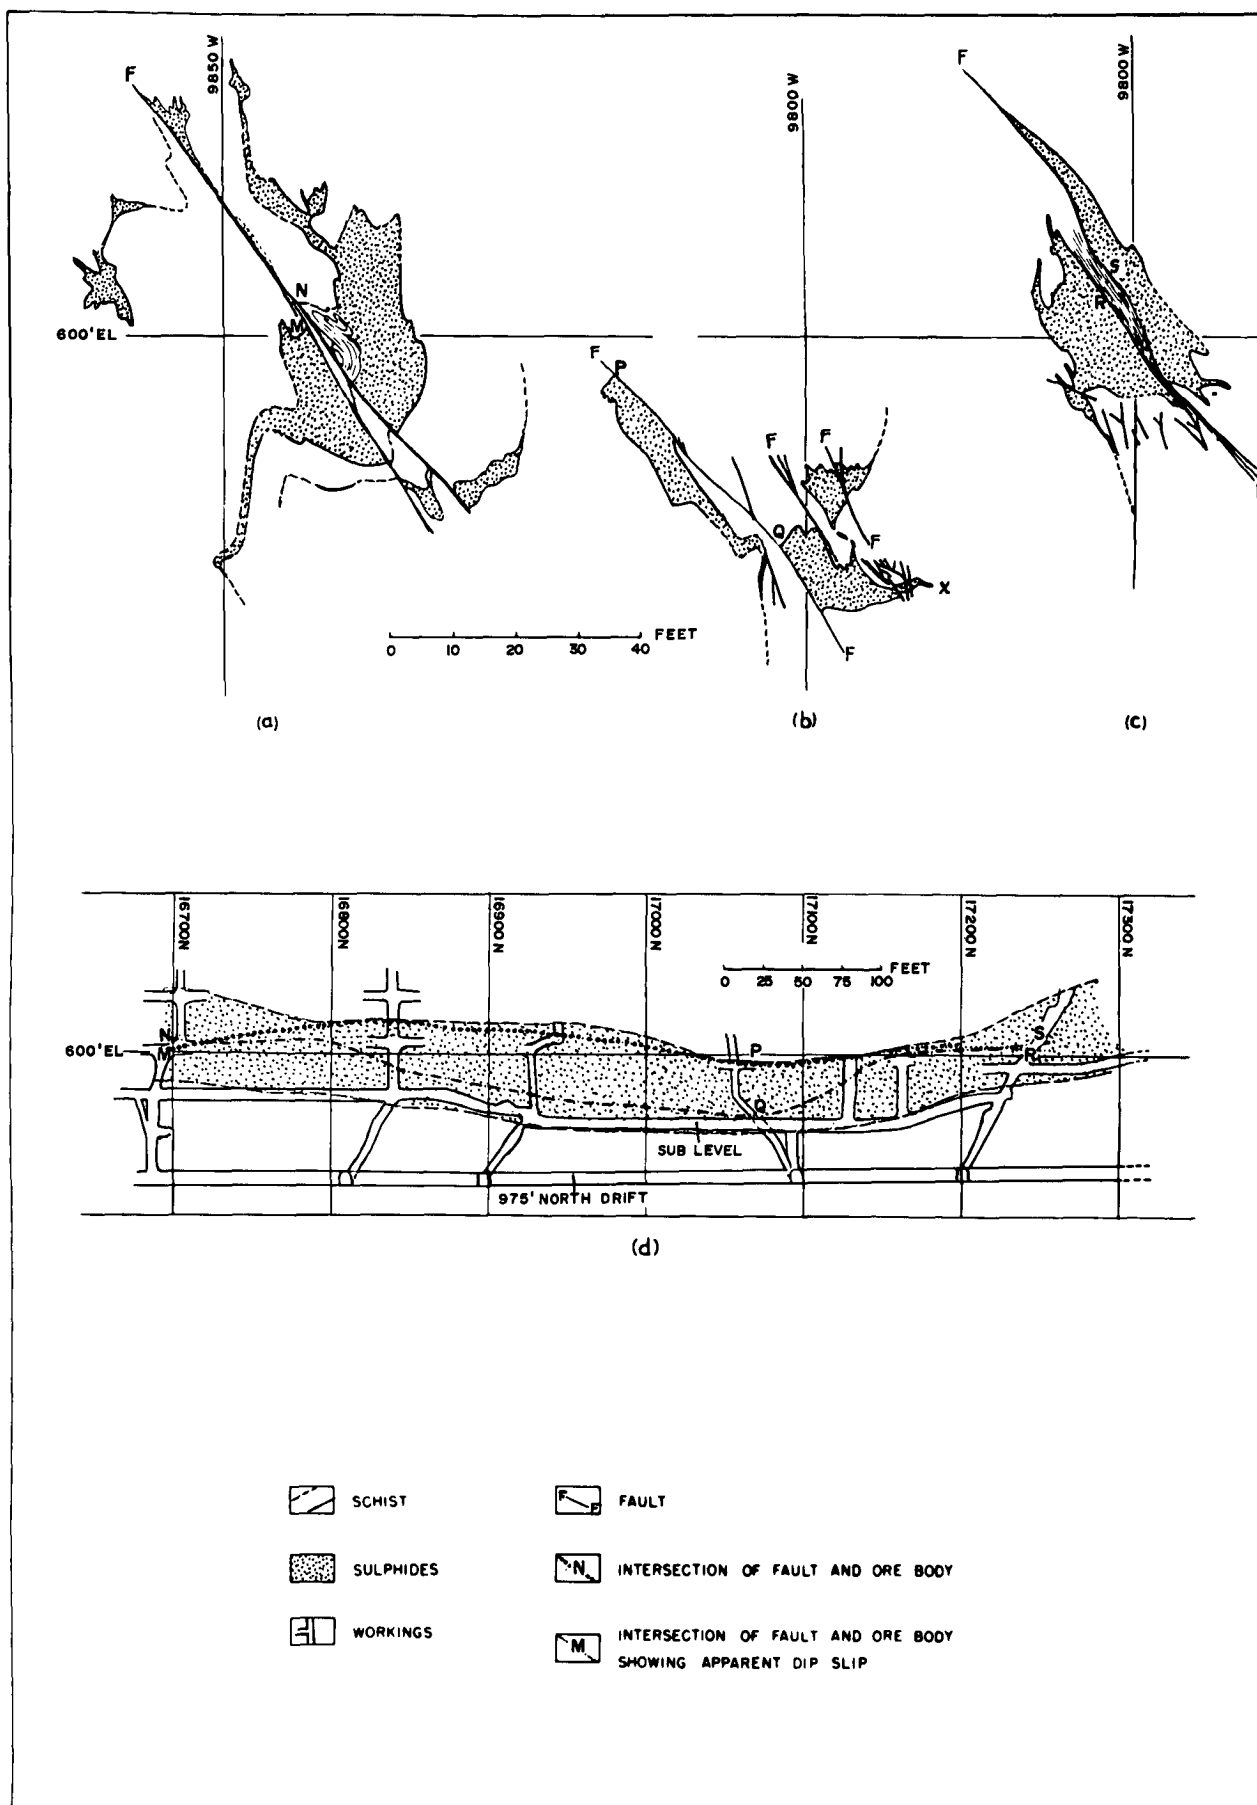 F
9850 W
N
M
600' EL
F
P
9800 W
F
F
Q
F
X
F
F
9800 W
S
R
FEET
0 10 20 30 40
(a)
(b)
(c)
16700N
16800N
16900N
17000N
17100N
17200N
17300N
FEET
0 25 50 75 100
N
M
600' EL
P
Q
S
R
SUB LEVEL
975' NORTH DRIFT
(d)
SCHIST
SULPHIDES
WORKINGS
F F FAULT
N INTERSECTION OF FAULT AND ORE BODY
M INTERSECTION OF FAULT AND ORE BODY
SHOWING APPARENT DIP SLIP